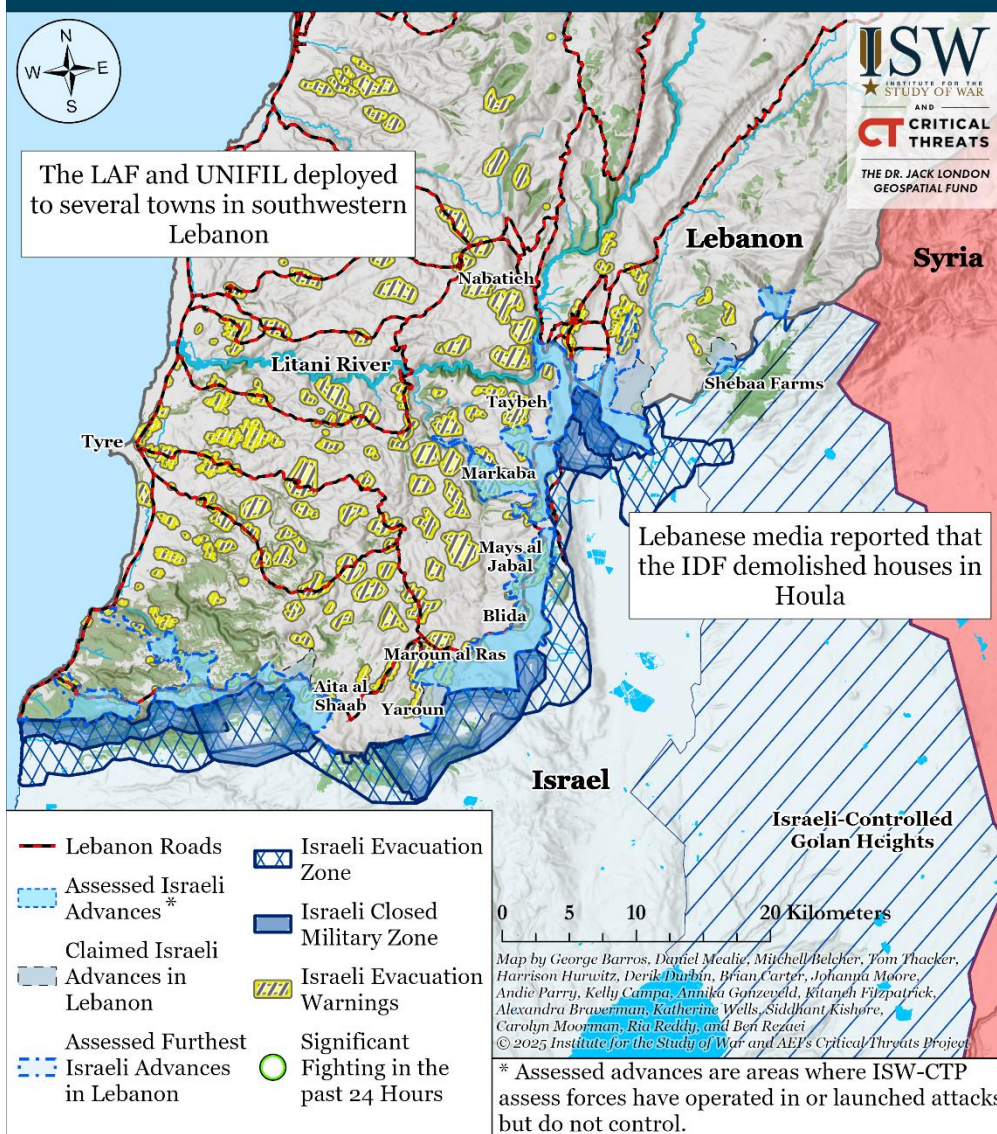 N
W E
S
ISW
INSTITUTE FOR THE
STUDY OF WAR
AND
CT CRITICAL
THREATS
THE DR. JACK LONDON
GEOSPATIAL FUND
The LAF and UNIFIL deployed
to several towns in southwestern
Lebanon
Lebanon
Syria
Nabatieh
Litani River
Shebaa Farms
Taybeh
Tyre
Markaba
Lebanese media reported that
the IDF demolished houses in
Houla
Mays al
Jabal
Blida
Maroun al Ras
Aita al
Shaab
Yaroun
Israel
Israeli-Controlled
Golan Heights
Lebanon Roads
Assessed Israeli
Advances *
Claimed Israeli
Advances in
Lebanon
Assessed Furthest
Israeli Advances
in Lebanon
Israeli Evacuation
Zone
Israeli Closed
Military Zone
Israeli Evacuation
Warnings
Significant
Fighting in the
past 24 Hours
0 5 10 20 Kilometers
Map by George Barros, Daniel Mealie, Mitchell Belcher, Tom Thacker,
Harrison Hurwitz, Derik Durbin, Brian Carter, Johanna Moore,
Andie Parry, Kelly Campa, Annika Ganzeveld, Kitaneh Fitzpatrick,
Alexandra Braverman, Katherine Wells, Siddhant Kishore,
Carolyn Moorman, Ria Reddy, and Ben Rezaei
© 2025 Institute for the Study of War and AEI's Critical Threats Project
* Assessed advances are areas where ISW-CTP
assess forces have operated in or launched attacks
but do not control.